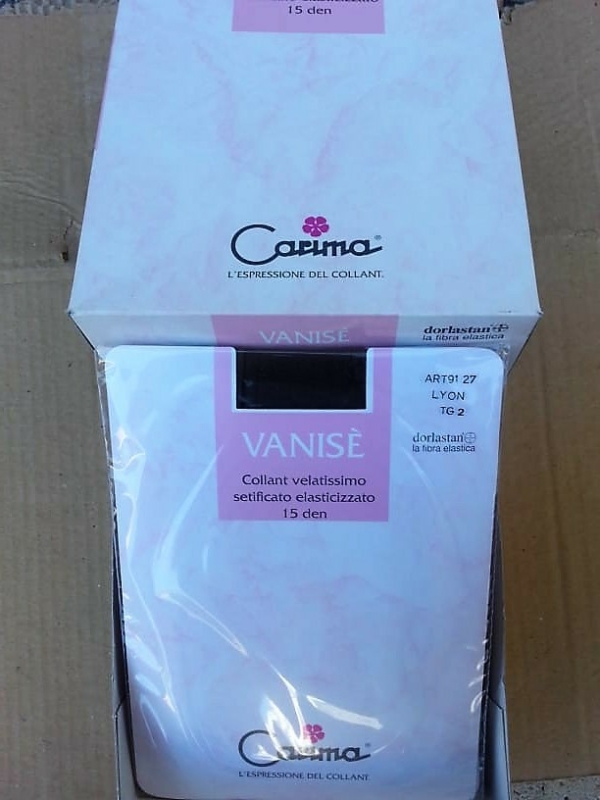 15 den
Carima®
L'ESPRESSIONE DEL COLLANT.
VANISÈ
dorlastan
la fibra elastica
ART91 27
LYON
TG 2
VANISÈ
dorlastan
la fibra elastica
Collant velatissimo
setificato elasticizzato
15 den
Carima®
L'ESPRESSIONE DEL COLLANT.